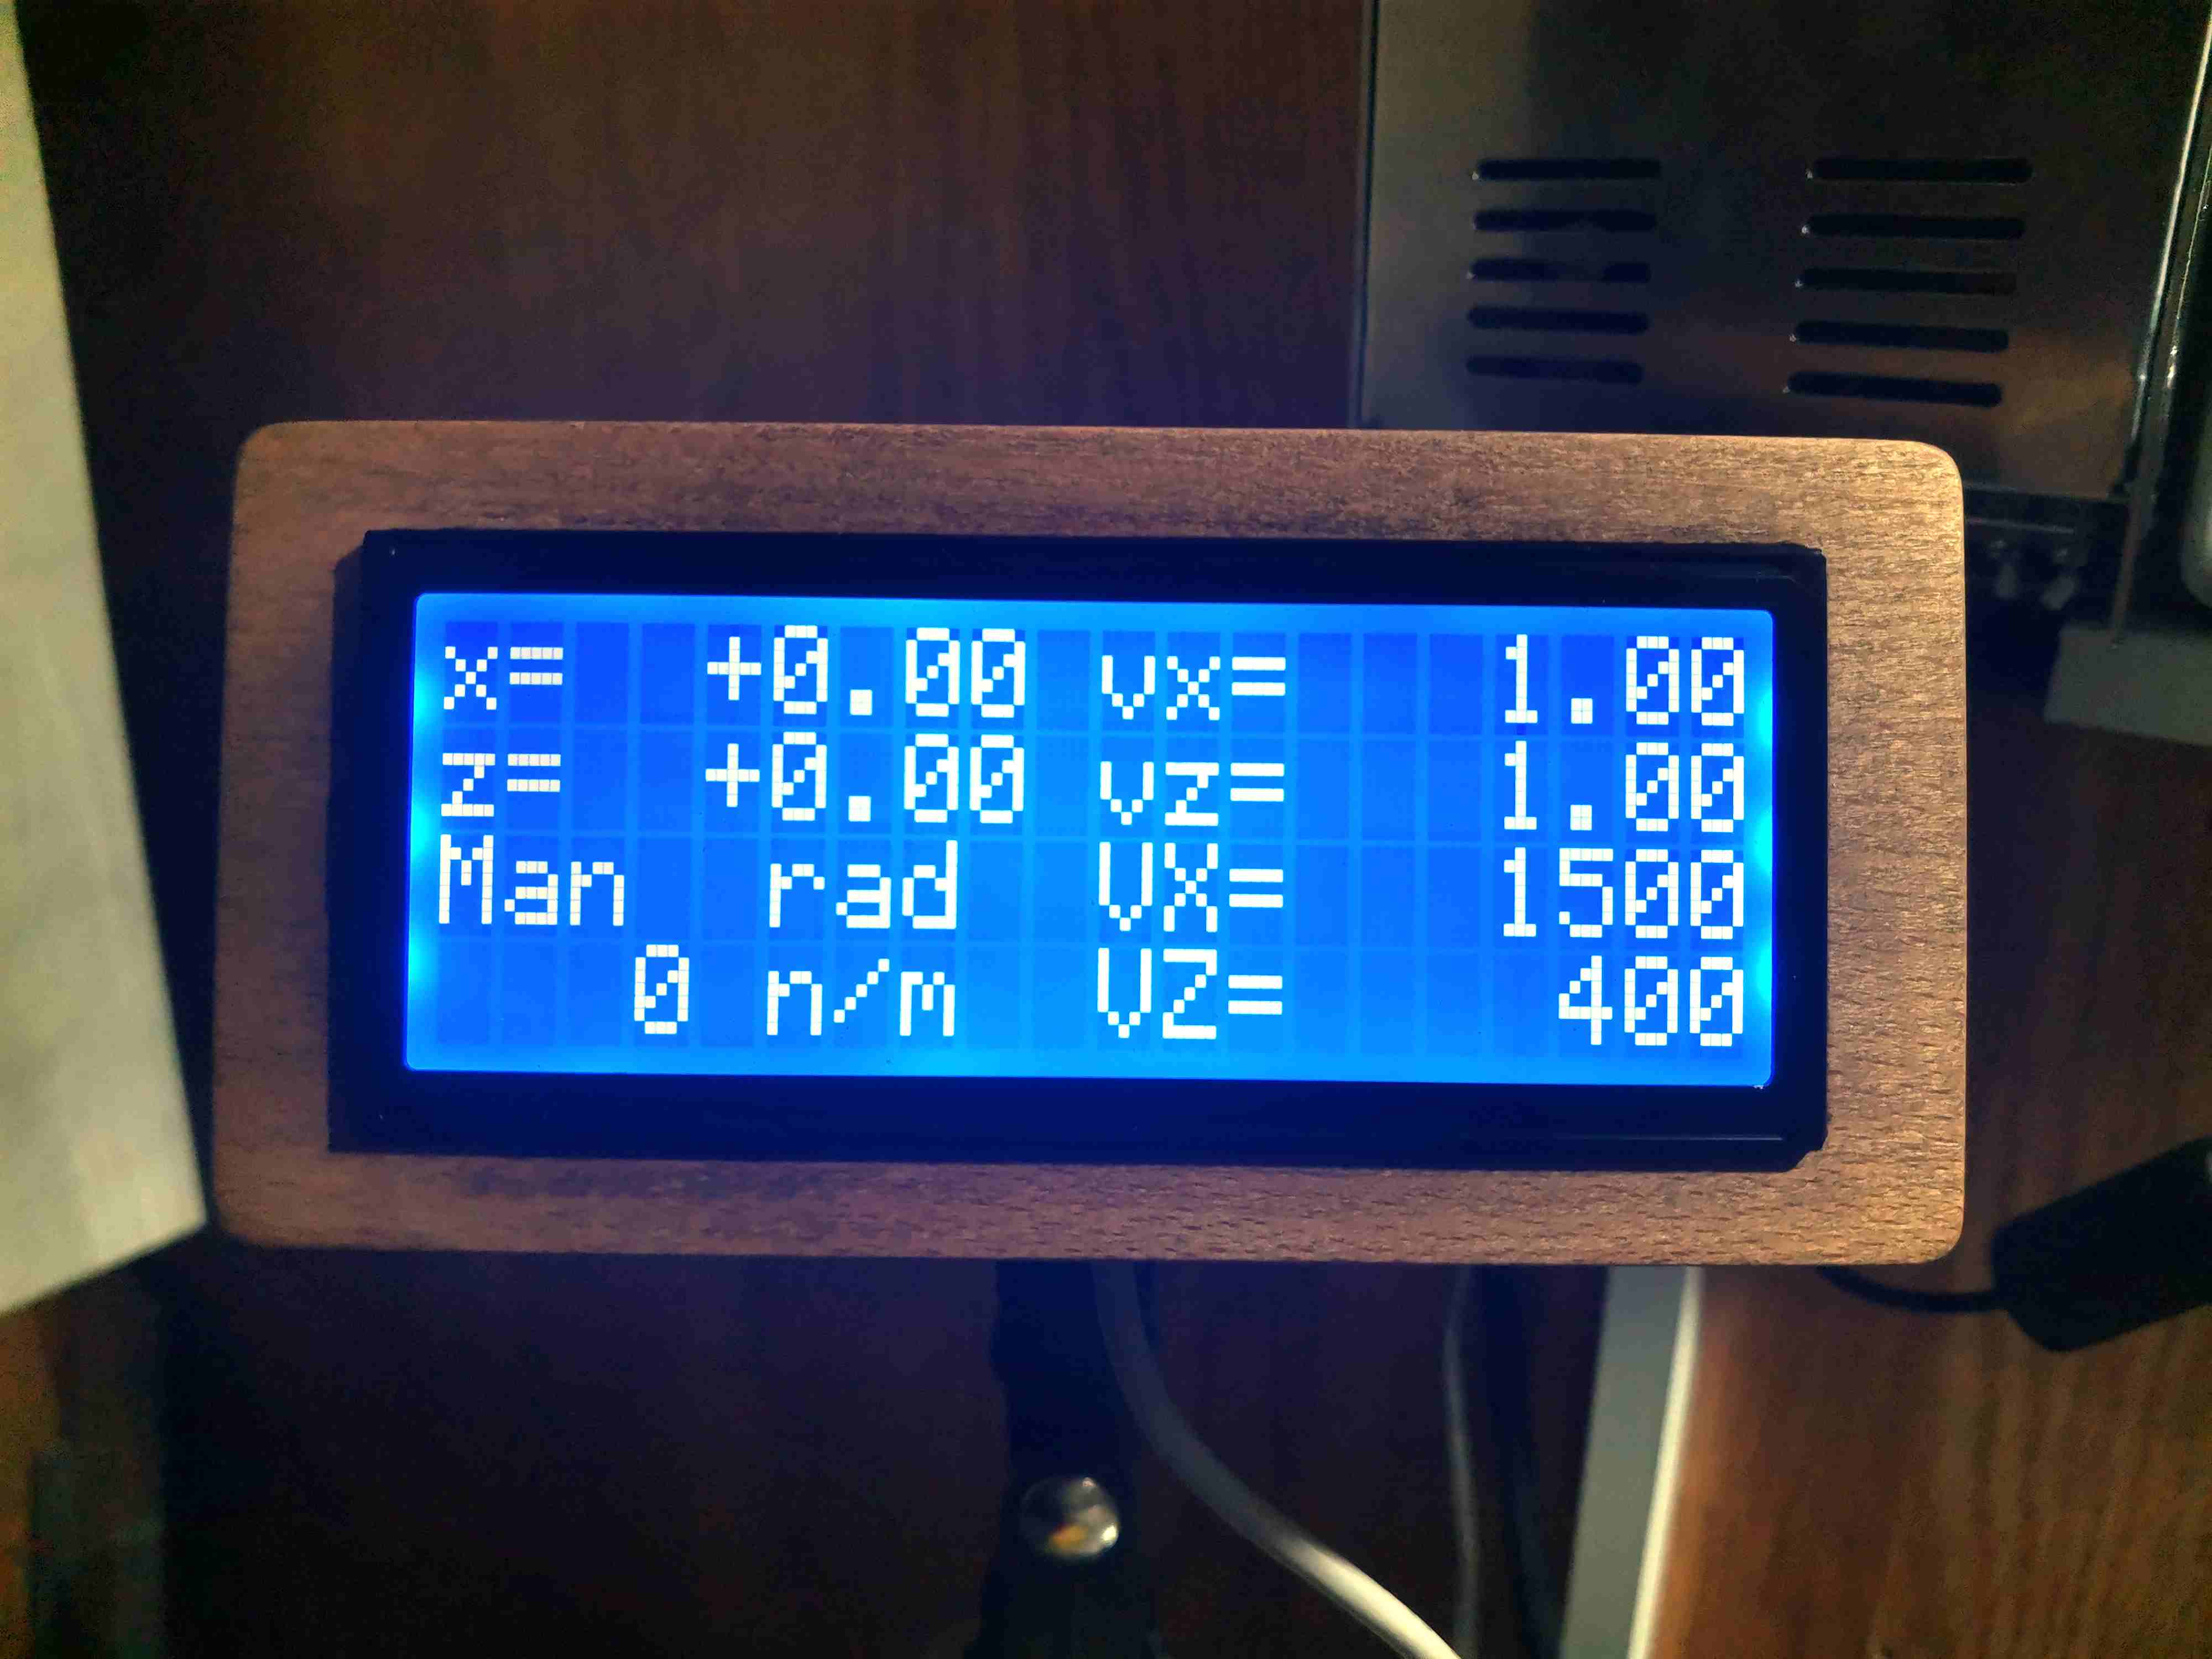 x= +0.00 vx= 1.00
z= +0.00 vz= 1.00
Man rad VX= 1500
0 n/m VZ= 400